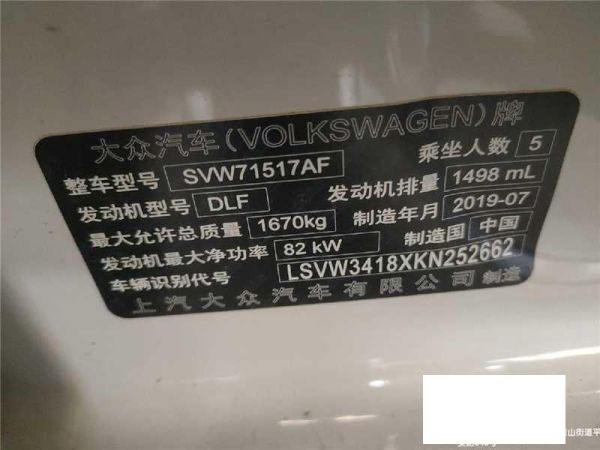 大众汽车(VOLKSWAGEN)牌
整车型号 SVW71517AF 乘坐人数 5
发动机型号 DLF 发动机排量 1498 mL
最大允许总质量 1670kg 制造年月 2019-07
发动机最大净功率 82 kW 制造国 中国
车辆识别代号 LSVW3418XKN252662
上汽大众汽车有限公司 制造
山街道平